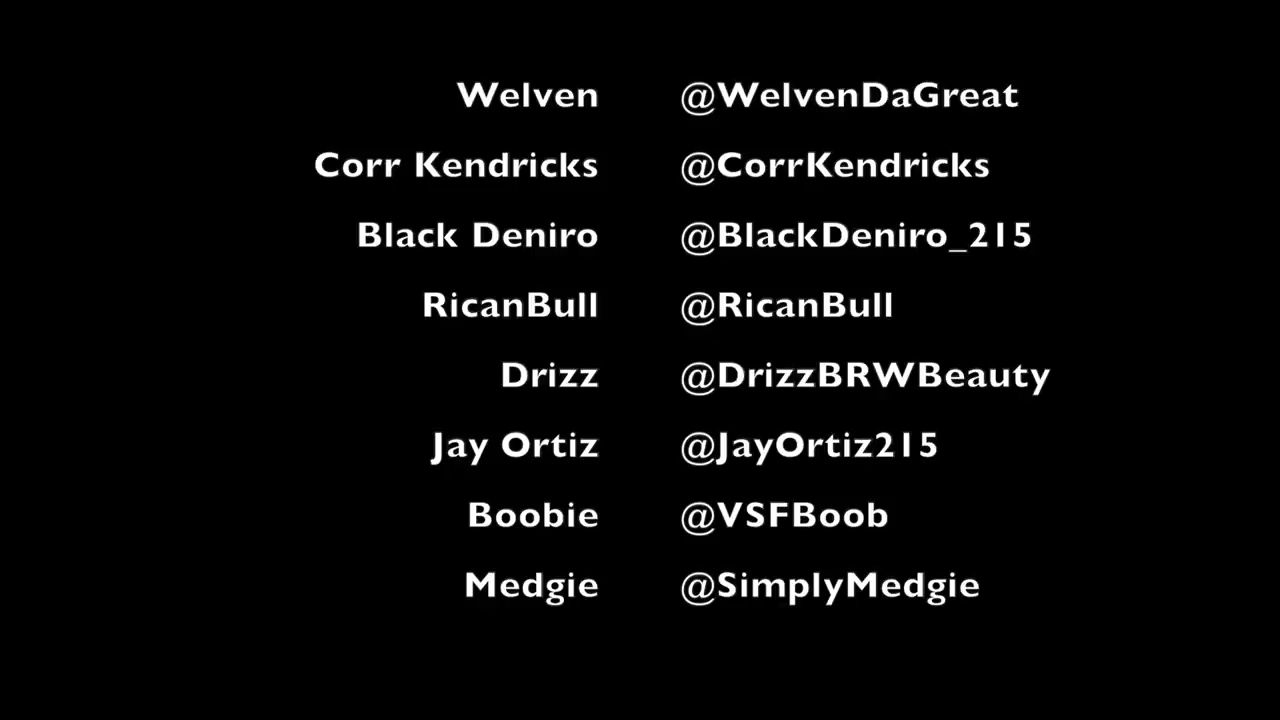 Welven @WelvenDaGreat
Corr Kendricks @CorrKendricks
Black Deniro @BlackDeniro_215
RicanBull @RicanBull
Drizz @DrizzBRWBeauty
Jay Ortiz @JayOrtiz215
Boobie @VSFBoob
Medgie @SimplyMedgie